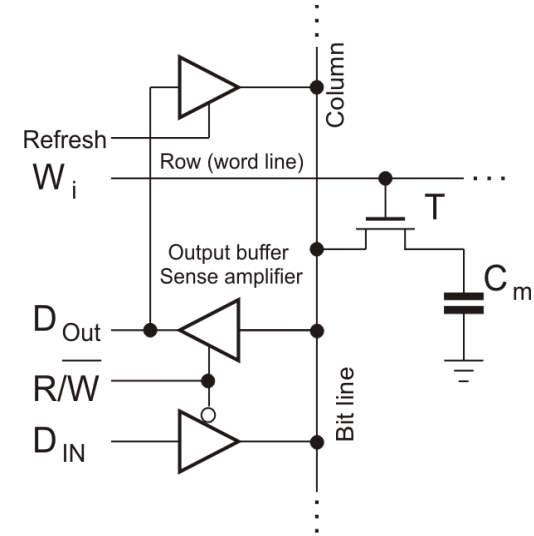 Column
Refresh
Row (word line)
W i
T
Output buffer
Sense amplifier
C m
D Out
R/W̅
Bit line
D IN